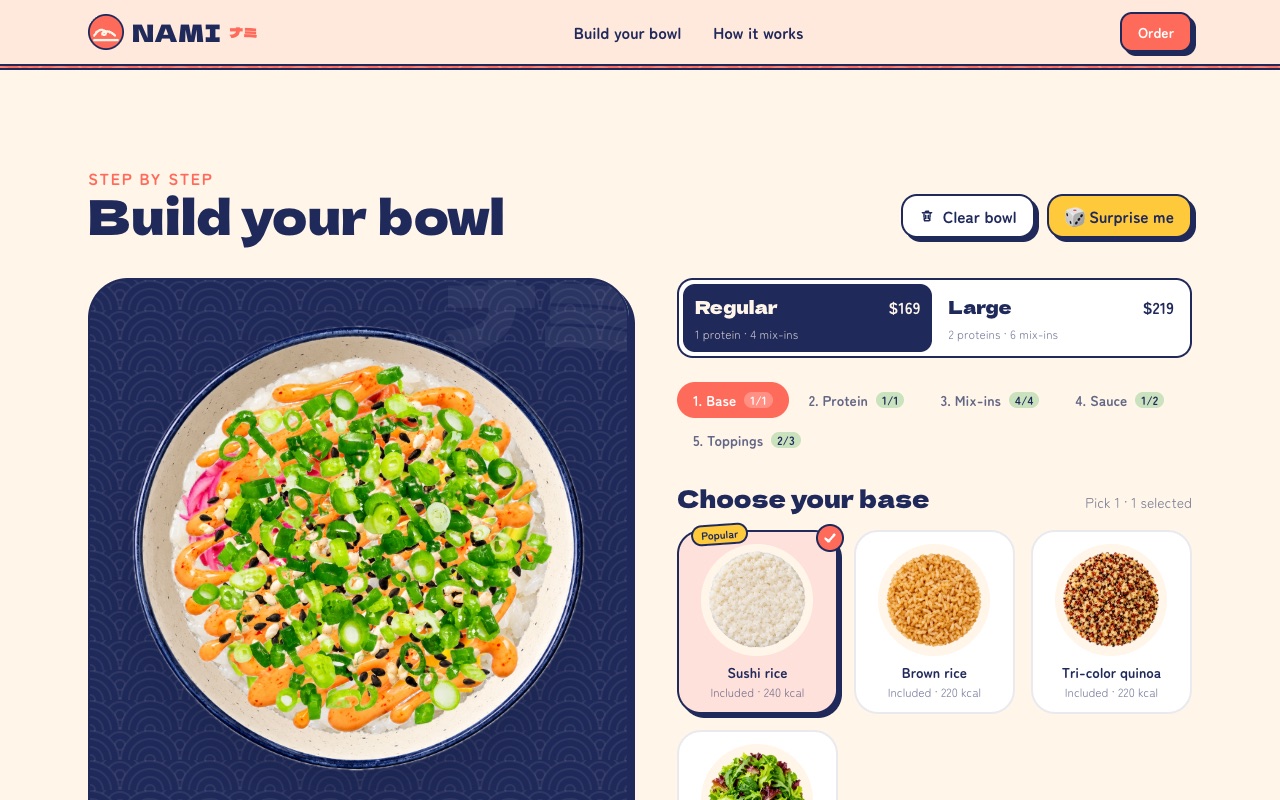 NAMI ナミ
Build your bowl
How it works
Order
STEP BY STEP
Build your bowl
Clear bowl
Surprise me
Regular $169
1 protein · 4 mix-ins
Large $219
2 proteins · 6 mix-ins
1. Base 1/1
2. Protein 1/1
3. Mix-ins 4/4
4. Sauce 1/2
5. Toppings 2/3
Choose your base
Pick 1 · 1 selected
Popular
Sushi rice
Included · 240 kcal
Brown rice
Included · 220 kcal
Tri-color quinoa
Included · 220 kcal